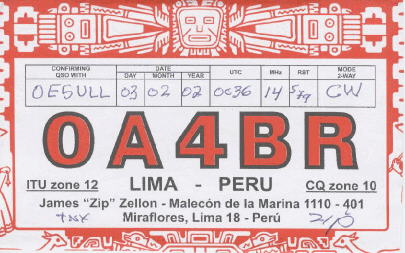 CONFIRMING QSO WITH DATE DAY MONTH YEAR UTC MHz RST MODE 2-WAY
OE5ULL 03 02 02 0036 14 579 CW
OA4BR
ITU zone 12 LIMA - PERU CQ zone 10
James "Zip" Zellon - Malecón de la Marina 1110 - 401
tnx Miraflores, Lima 18 - Perú